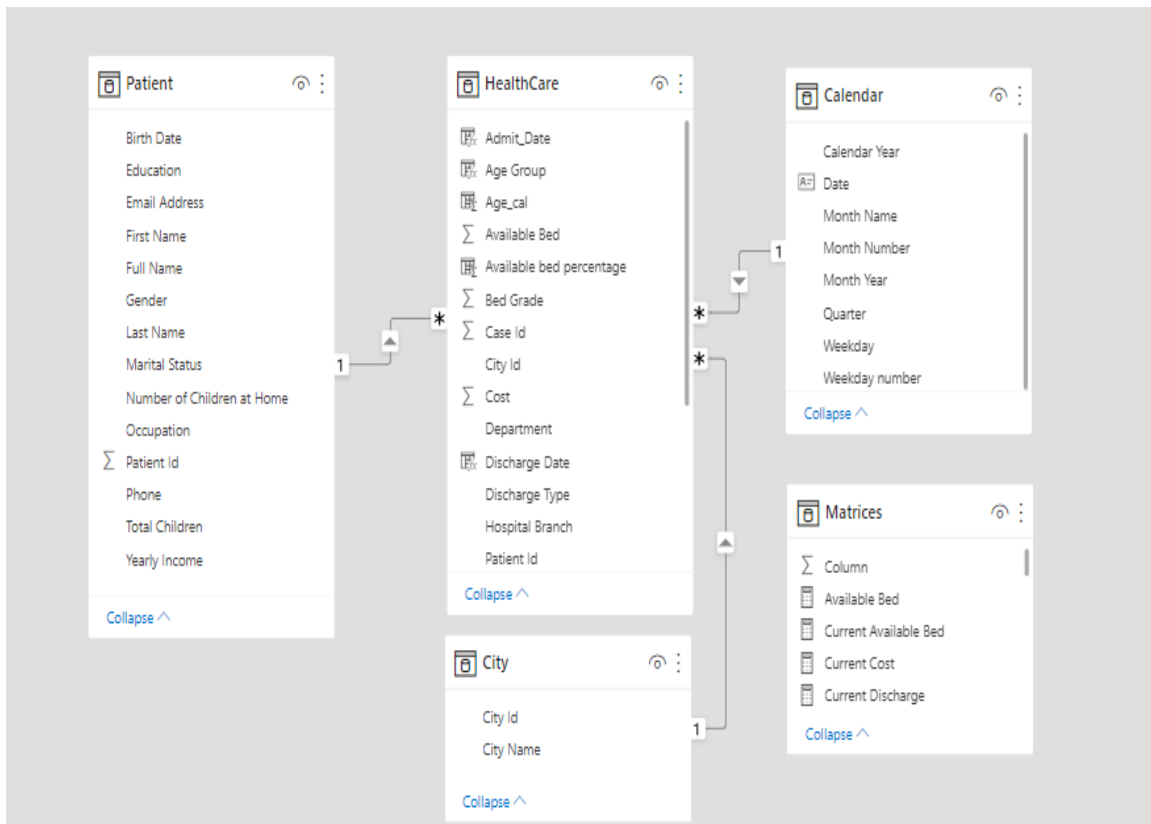 Patient
Birth Date
Education
Email Address
First Name
Full Name
Gender
Last Name
Marital Status
Number of Children at Home
Occupation
Σ Patient Id
Phone
Total Children
Yearly Income
Collapse
1
*
HealthCare
Admit_Date
Age Group
Age_cal
Σ Available Bed
Available bed percentage
Σ Bed Grade
Σ Case Id
City Id
Σ Cost
Department
Discharge Date
Discharge Type
Hospital Branch
Patient Id
Collapse
*
*
1
Calendar
Calendar Year
Date
Month Name
Month Number
Month Year
Quarter
Weekday
Weekday number
Collapse
City
City Id
City Name
Collapse
1
Matrices
Σ Column
Available Bed
Current Available Bed
Current Cost
Current Discharge
Collapse